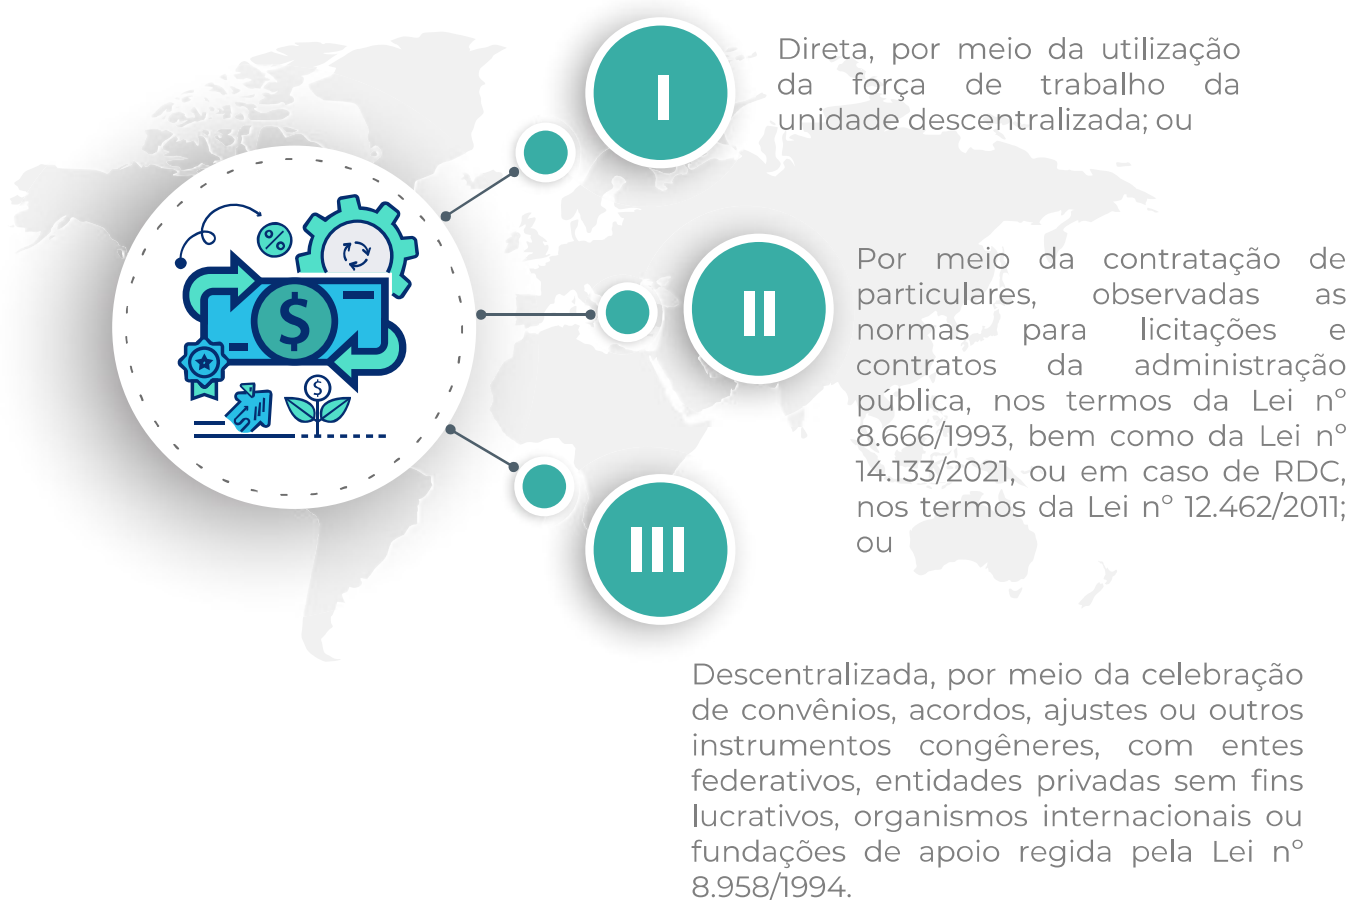 I
Direta, por meio da utilização
da força de trabalho da
unidade descentralizada; ou
%
$
$
II
Por meio da contratação de
particulares, observadas as
normas para licitações e
contratos da administração
pública, nos termos da Lei nº
8.666/1993, bem como da Lei nº
14.133/2021, ou em caso de RDC,
nos termos da Lei nº 12.462/2011;
ou
III
Descentralizada, por meio da celebração
de convênios, acordos, ajustes ou outros
instrumentos congêneres, com entes
federativos, entidades privadas sem fins
lucrativos, organismos internacionais ou
fundações de apoio regida pela Lei nº
8.958/1994.